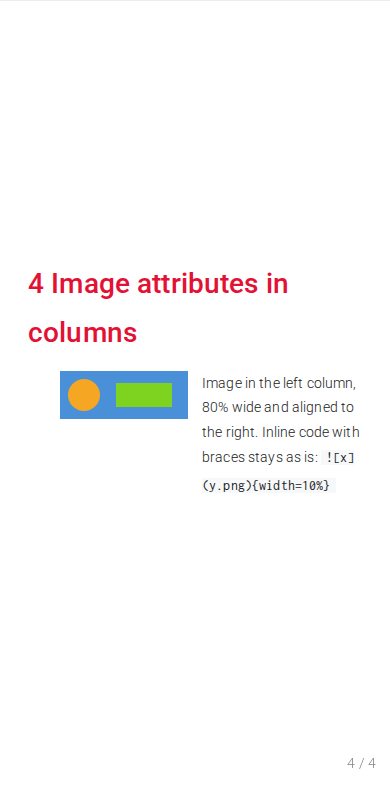 4 Image attributes in
columns
Image in the left column,
80% wide and aligned to
the right. Inline code with
braces stays as is: ![x]
(y.png){width=10%}
4 / 4